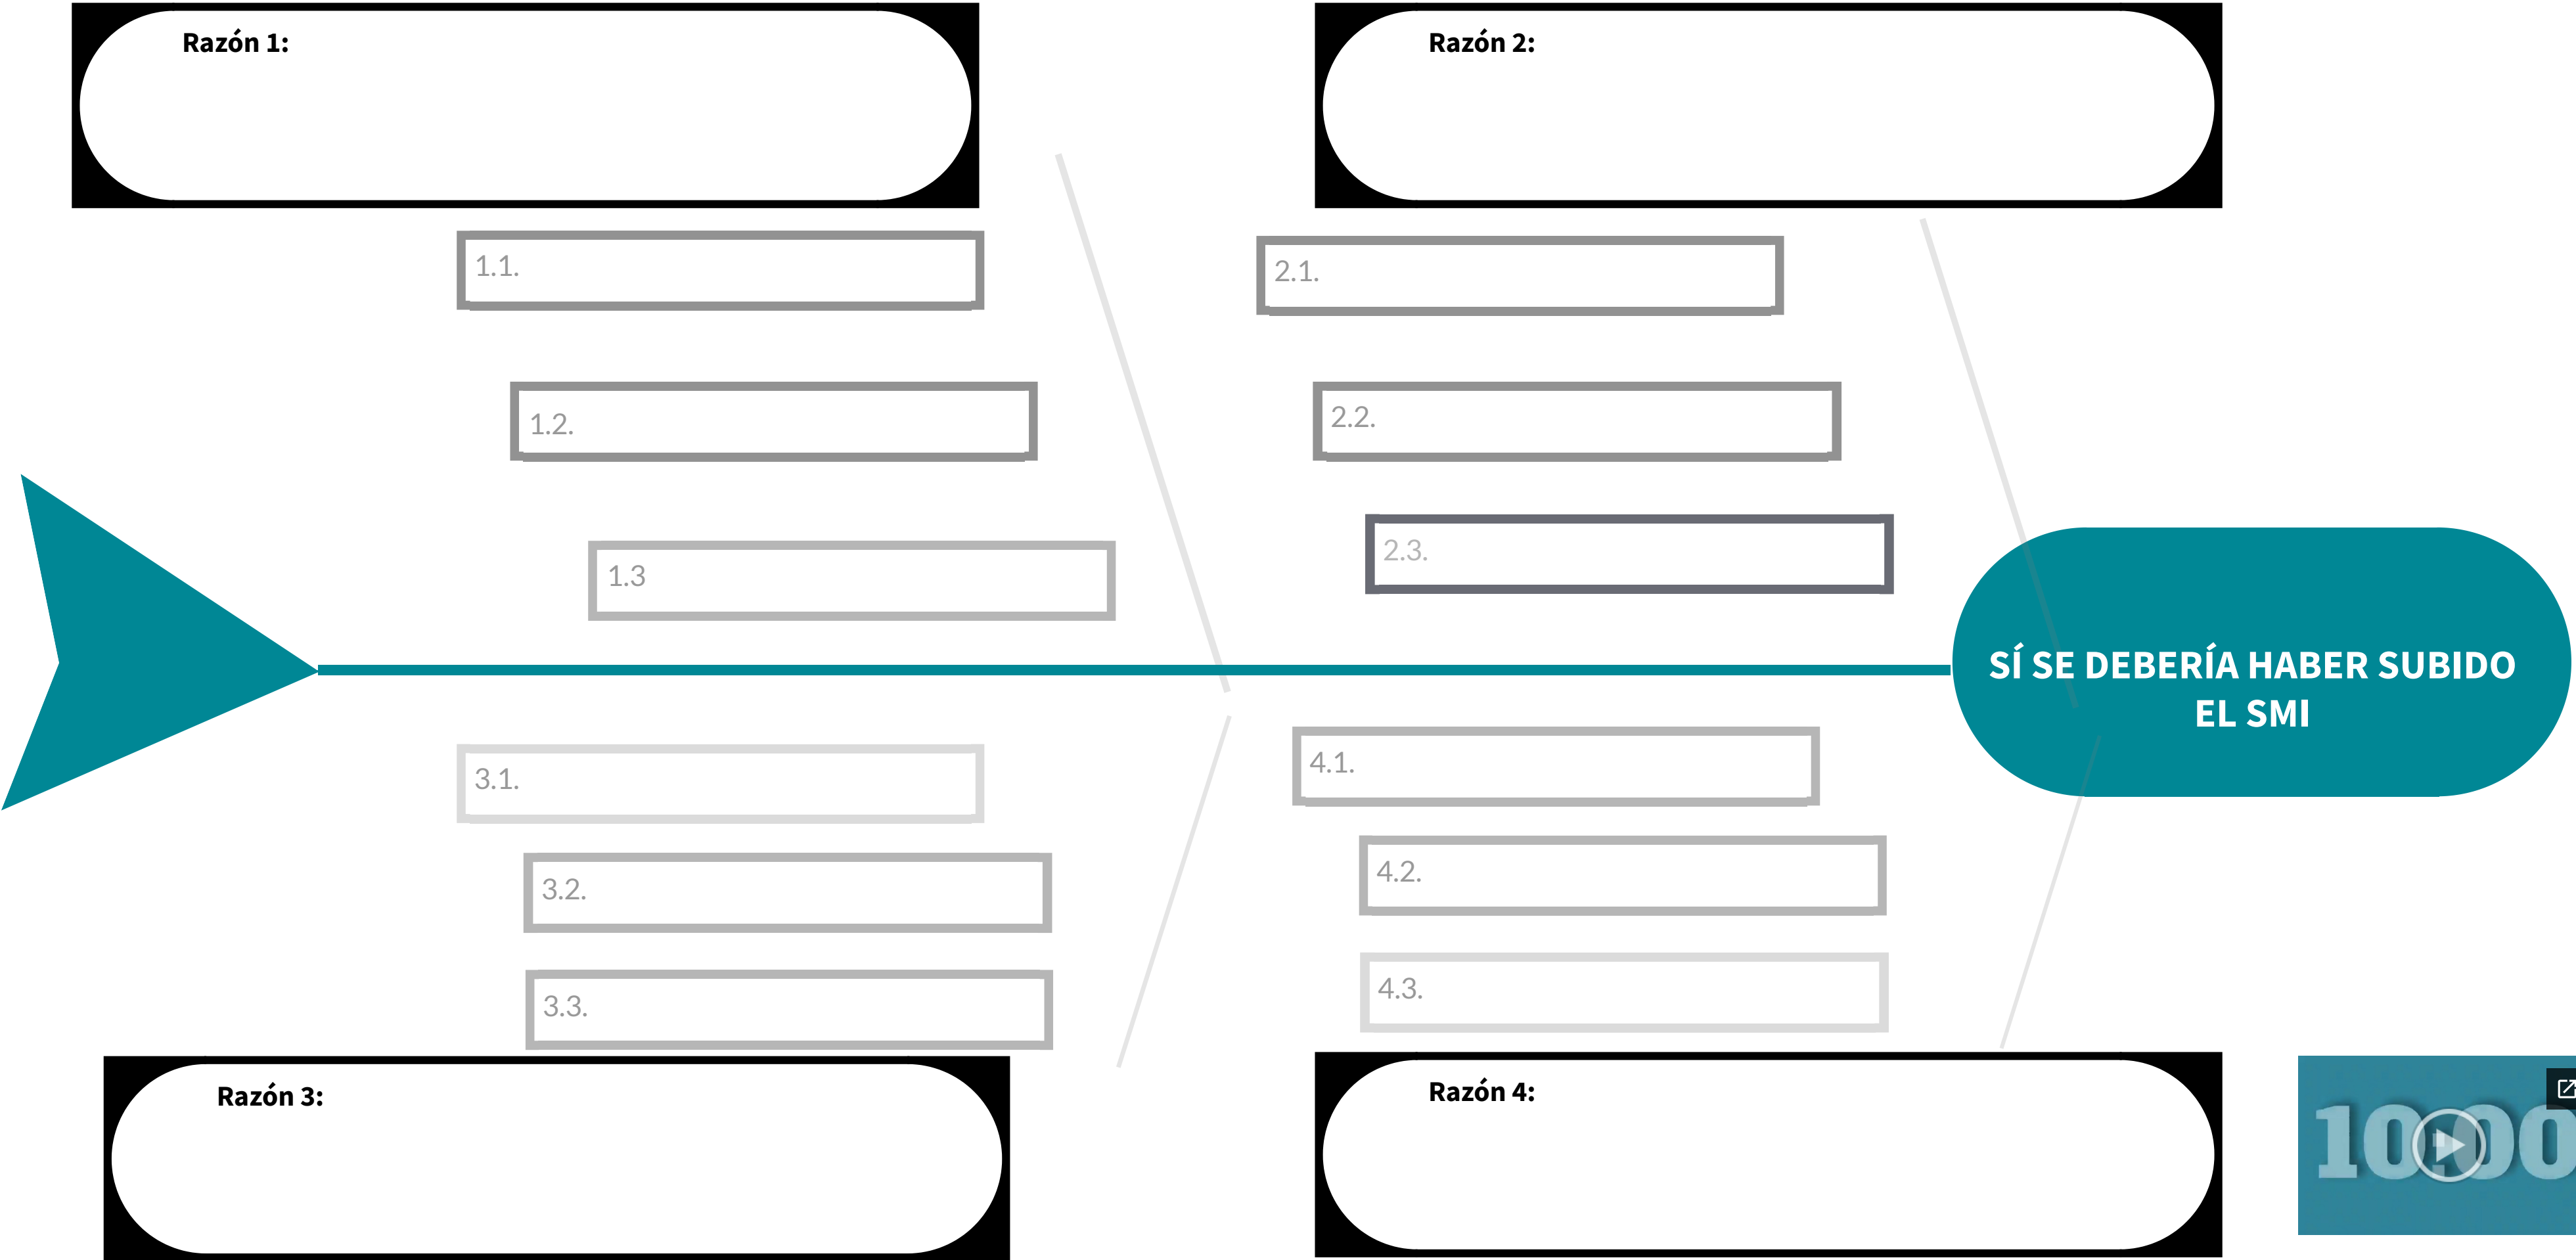 Razón 1:
Razón 2:
1.1.
2.1.
1.2.
2.2.
1.3
2.3.
SÍ SE DEBERÍA HABER SUBIDO
EL SMI
3.1.
4.1.
3.2.
4.2.
3.3.
4.3.
Razón 3:
Razón 4:
10:00